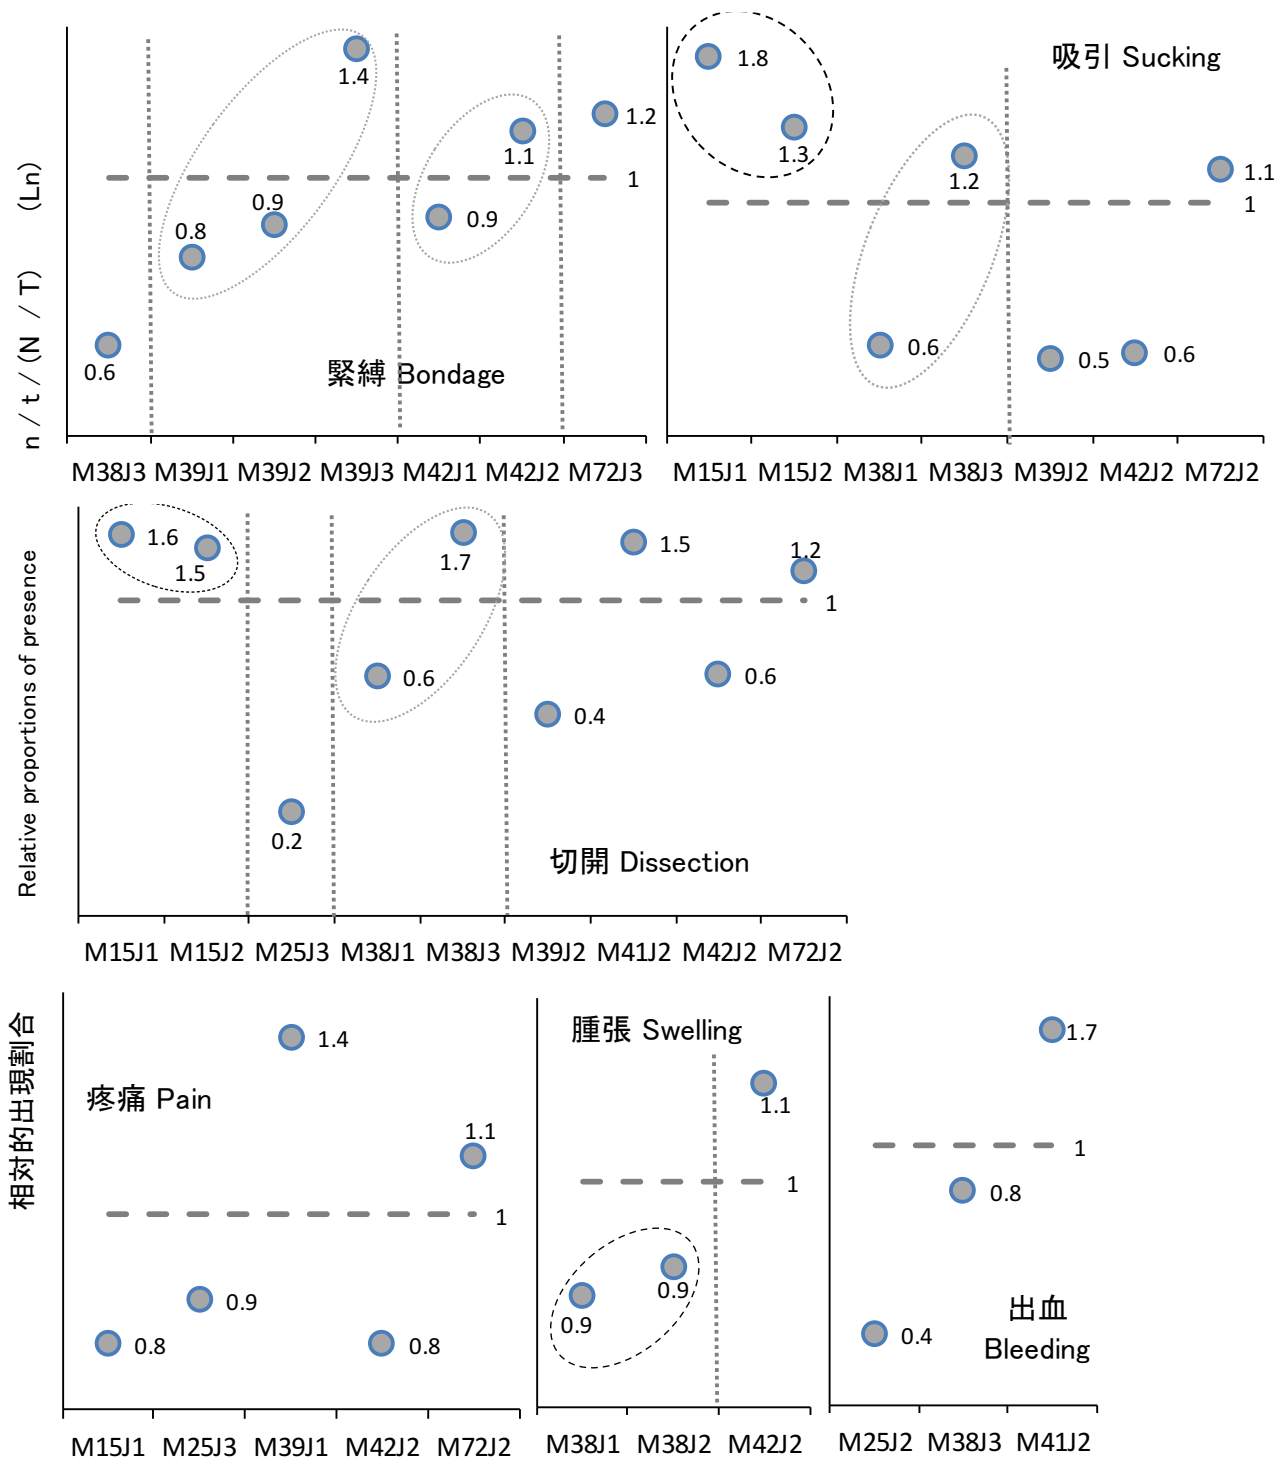 n / t / (N / T) (Ln)
1.4
1.2
1.1
1
0.9
0.8
0.9
0.6
緊縛 Bondage
M38J3 M39J1 M39J2 M39J3 M42J1 M42J2 M72J3
吸引 Sucking
1.8
1.3
1.2
1.1
1
0.6
0.5
0.6
M15J1 M15J2 M38J1 M38J3 M39J2 M42J2 M72J2
Relative proportions of presence
1.6
1.5
1.7
1.5
1.2
1
0.6
0.6
0.4
0.2
切開 Dissection
M15J1 M15J2 M25J3 M38J1 M38J3 M39J2 M41J2 M42J2 M72J2
相対的出現割合
1.4
疼痛 Pain
1.1
1
0.9
0.8
0.8
M15J1 M25J3 M39J1 M42J2 M72J2
腫張 Swelling
1.1
1
0.9
0.9
M38J1 M38J2 M42J2
1.7
1
0.8
0.4
出血
Bleeding
M25J2 M38J3 M41J2